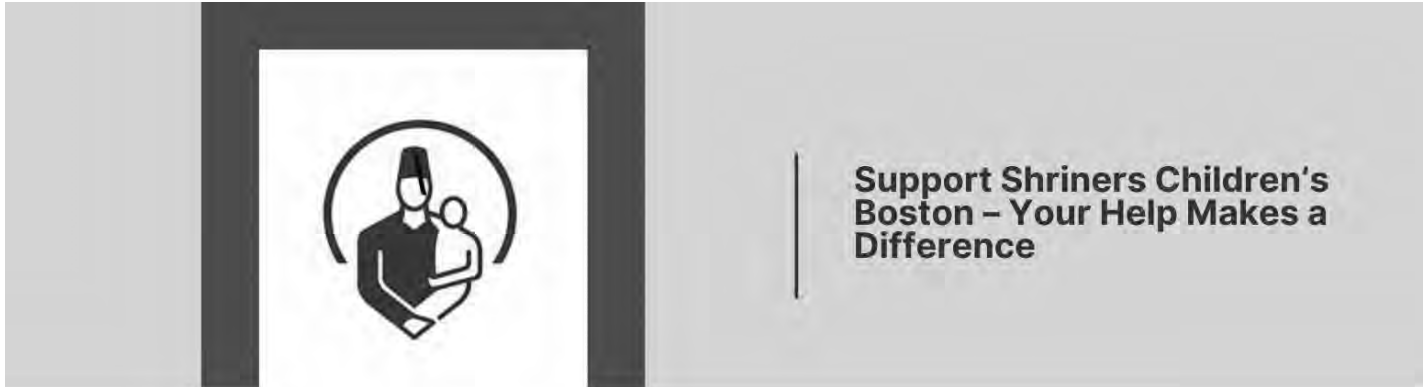 Support Shriners Children's
Boston – Your Help Makes a
Difference